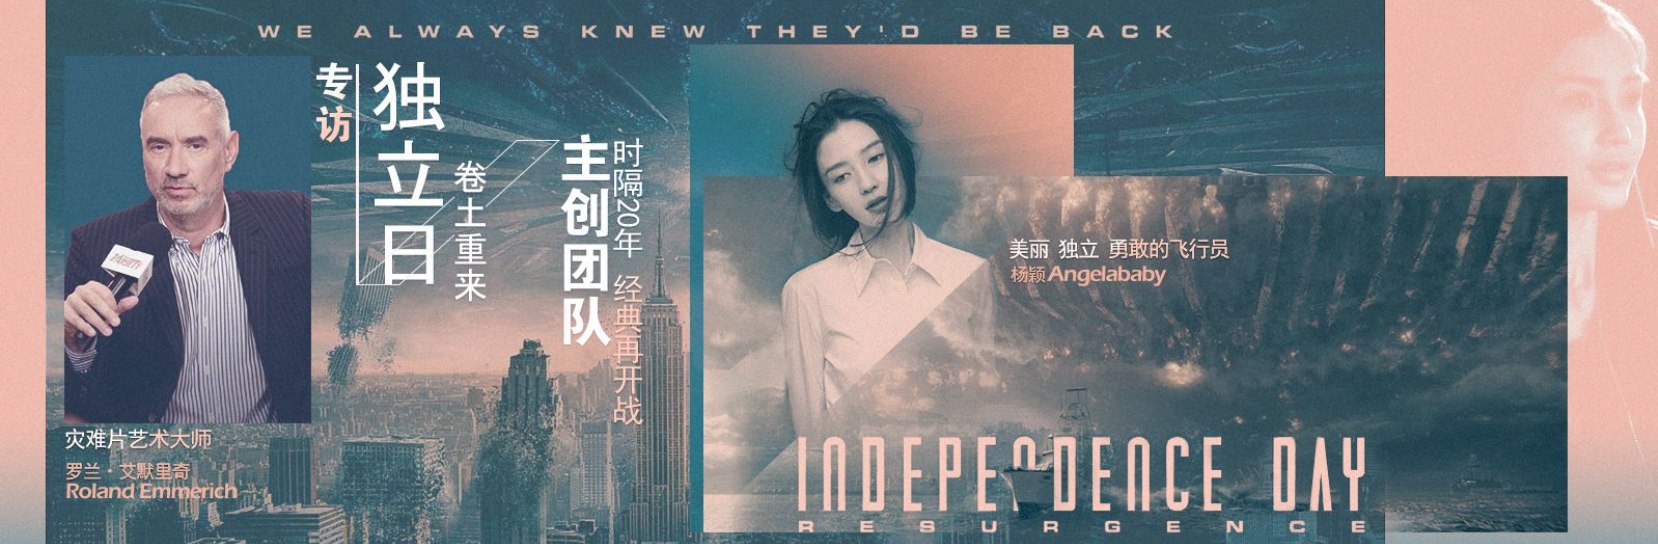 WE ALWAYS KNEW THEY'D BE BACK
专访
独立日
卷土重来
主创团队
时隔20年 经典再开战
灾难片艺术大师
罗兰·艾默里奇
Roland Emmerich
美丽 独立 勇敢的飞行员
杨颖Angelababy
INDEPENDENCE DAY
RESURGENCE